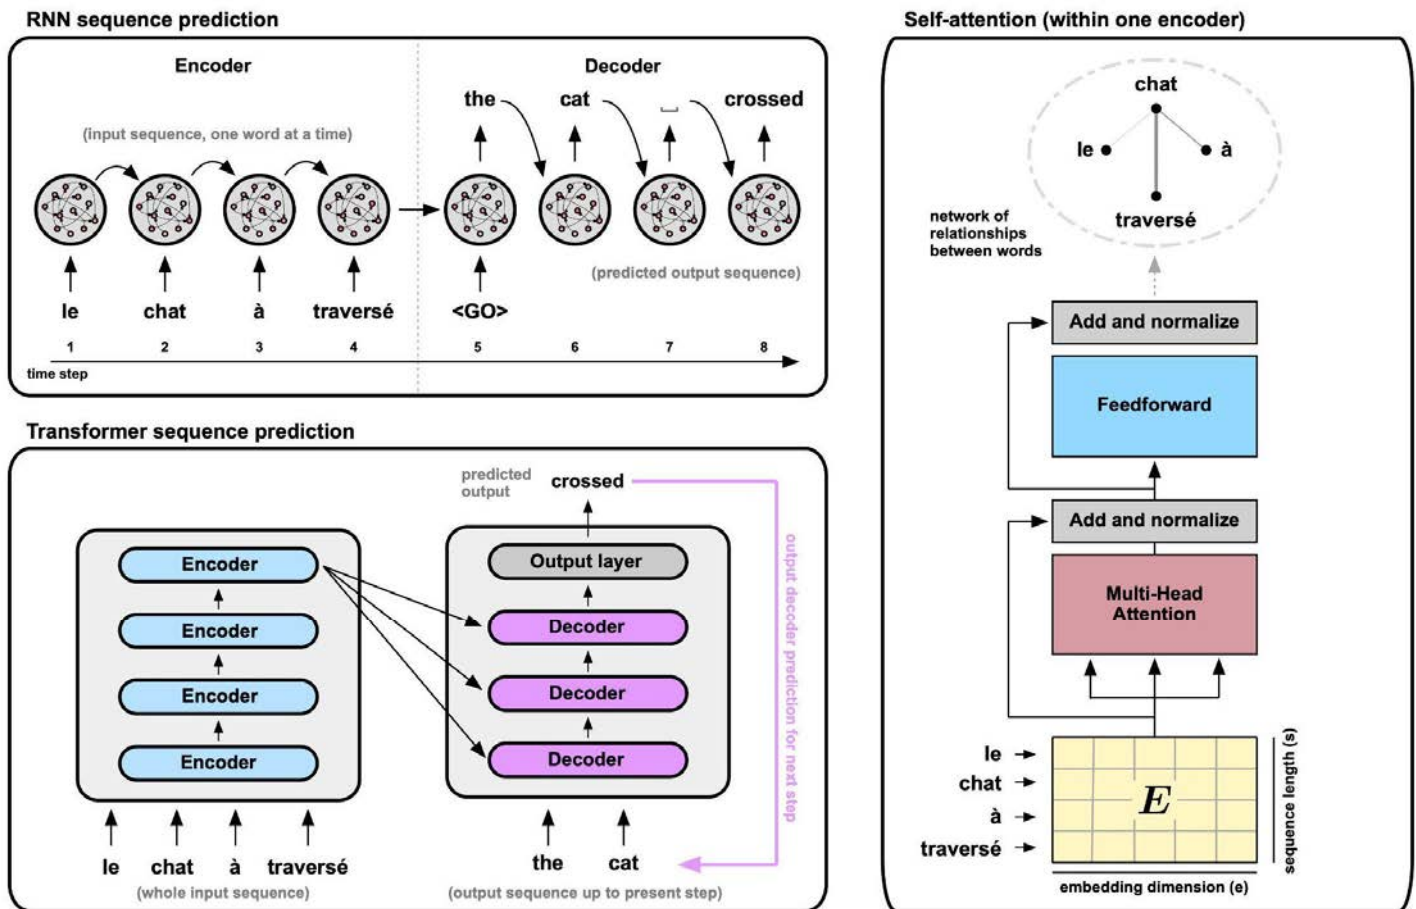 RNN sequence prediction
Encoder
Decoder
the cat ␣ crossed
(input sequence, one word at a time)
(predicted output sequence)
le chat à traversé <GO>
1 2 3 4 5 6 7 8
time step
Transformer sequence prediction
predicted
output
crossed
Output layer
Encoder
Encoder
Encoder
Encoder
Decoder
Decoder
Decoder
output decoder prediction for next step
le chat à traversé
(whole input sequence)
the cat
(output sequence up to present step)
Self-attention (within one encoder)
chat
le
à
traversé
network of
relationships
between words
Add and normalize
Feedforward
Add and normalize
Multi-Head
Attention
le
chat
à
traversé
E
sequence length (s)
embedding dimension (e)